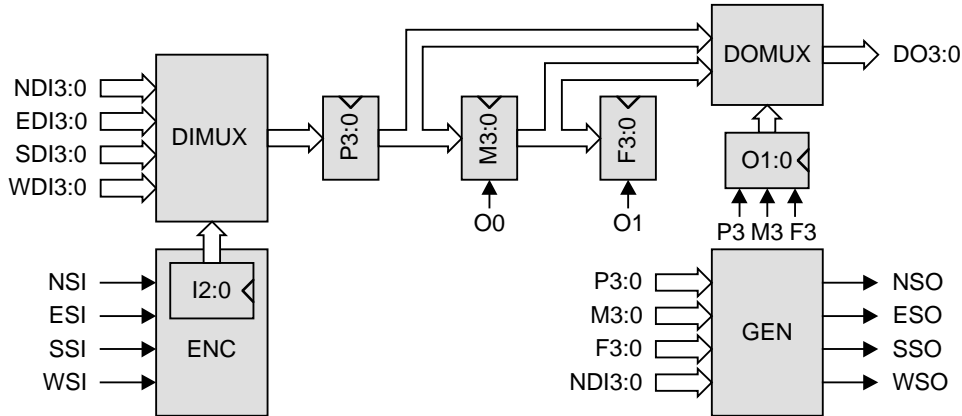 NDI3:0
EDI3:0
SDI3:0
WDI3:0
DIMUX
P3:0
M3:0
F3:0
O0
O1
DOMUX
DO3:0
O1:0
P3 M3 F3
NSI
ESI
SSI
WSI
I2:0
ENC
P3:0
M3:0
F3:0
NDI3:0
GEN
NSO
ESO
SSO
WSO